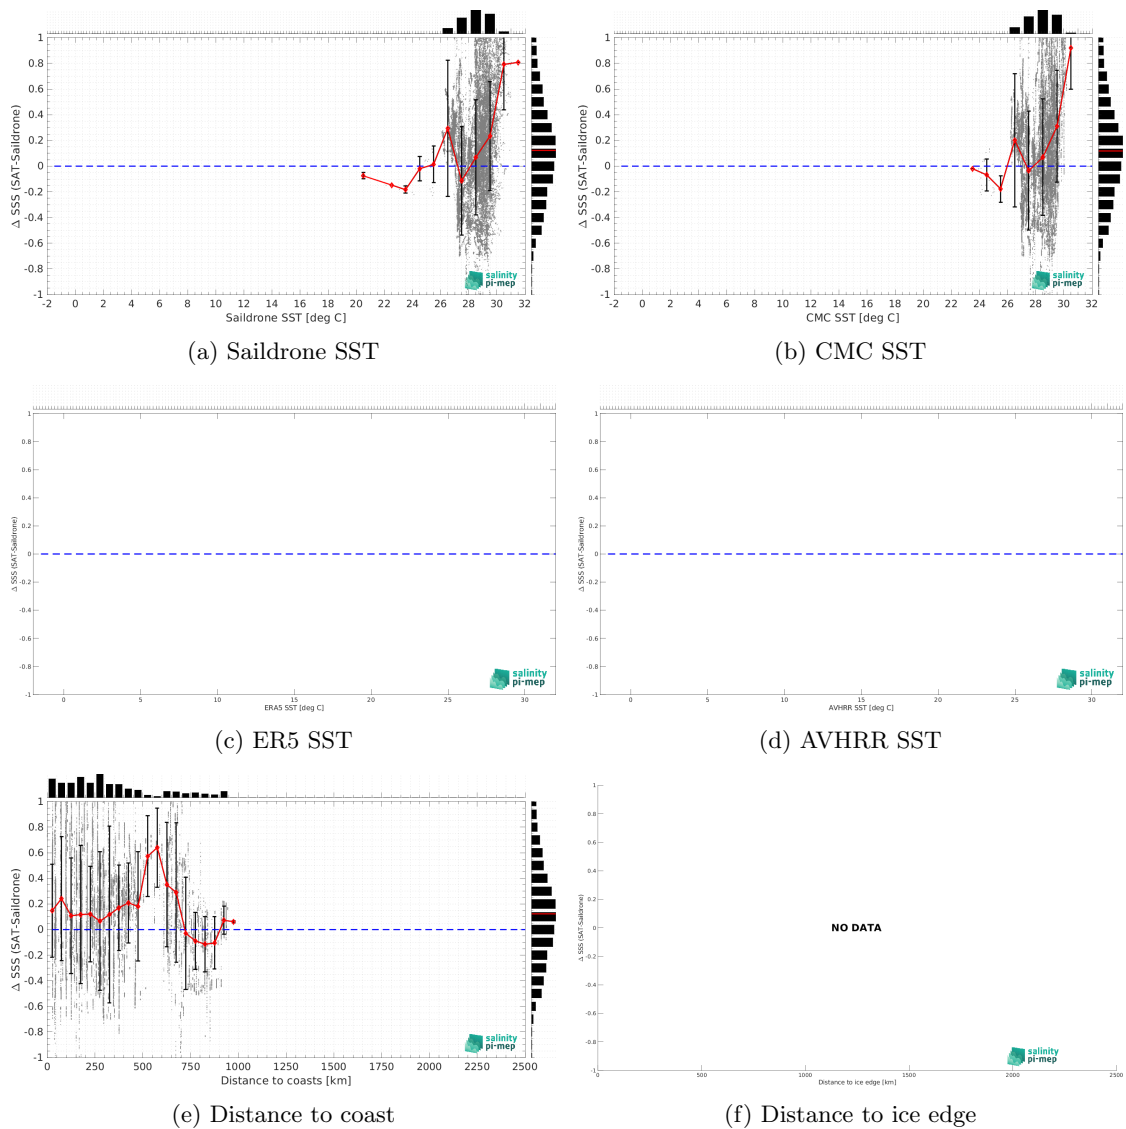 1
0.8
0.6
0.4
0.2
0
-0.2
-0.4
-0.6
-0.8
-1
Δ SSS (SAT-Saildrone)
-2 0 2 4 6 8 10 12 14 16 18 20 22 24 26 28 30 32
Saildrone SST [deg C]
salinity
pi-mep
(a) Saildrone SST
1
0.8
0.6
0.4
0.2
0
-0.2
-0.4
-0.6
-0.8
-1
Δ SSS (SAT-Saildrone)
-2 0 2 4 6 8 10 12 14 16 18 20 22 24 26 28 30 32
CMC SST [deg C]
salinity
pi-mep
(b) CMC SST
1
0.8
0.6
0.4
0.2
0
-0.2
-0.4
-0.6
-0.8
-1
Δ SSS (SAT-Saildrone)
0 5 10 15 20 25 30
ERA5 SST [deg C]
salinity
pi-mep
(c) ER5 SST
1
0.8
0.6
0.4
0.2
0
-0.2
-0.4
-0.6
-0.8
-1
Δ SSS (SAT-Saildrone)
0 5 10 15 20 25 30
AVHRR SST [deg C]
salinity
pi-mep
(d) AVHRR SST
1
0.8
0.6
0.4
0.2
0
-0.2
-0.4
-0.6
-0.8
-1
Δ SSS (SAT-Saildrone)
0 250 500 750 1000 1250 1500 1750 2000 2250 2500
Distance to coasts [km]
salinity
pi-mep
(e) Distance to coast
1
0.8
0.6
0.4
0.2
0
-0.2
-0.4
-0.6
-0.8
-1
Δ SSS (SAT-Saildrone)
NO DATA
0 500 1000 1500 2000 2500
Distance to ice edge [km]
salinity
pi-mep
(f) Distance to ice edge